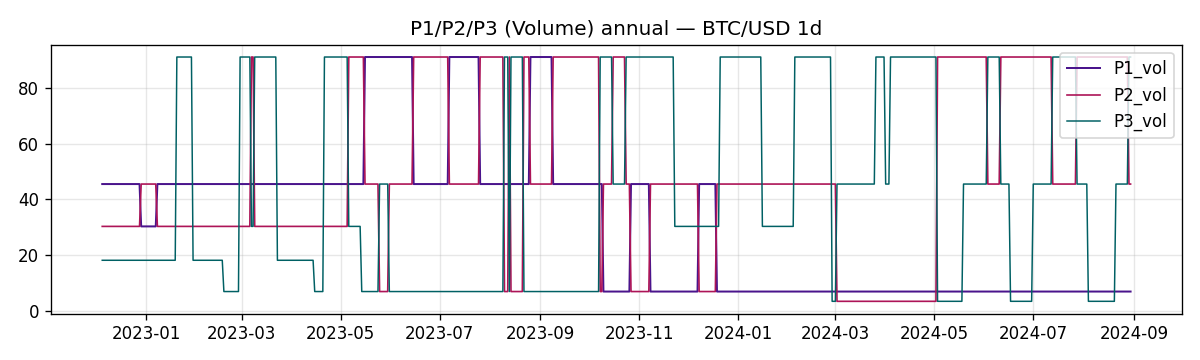 P1/P2/P3 (Volume) annual — BTC/USD 1d
80
60
40
20
0
P1_vol
P2_vol
P3_vol
2023-01 2023-03 2023-05 2023-07 2023-09 2023-11 2024-01 2024-03 2024-05 2024-07 2024-09